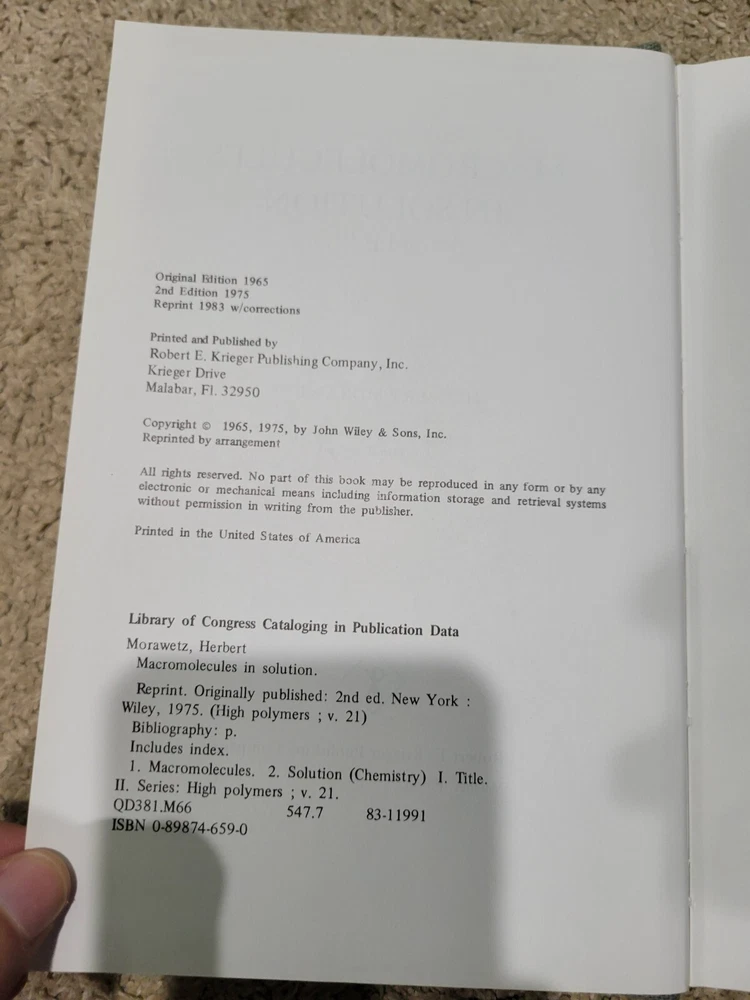 Original Edition 1965
2nd Edition 1975
Reprint 1983 w/corrections
Printed and Published by
Robert E. Krieger Publishing Company, Inc.
Krieger Drive
Malabar, Fl. 32950
Copyright © 1965, 1975, by John Wiley & Sons, Inc.
Reprinted by arrangement
All rights reserved. No part of this book may be reproduced in any form or by any
electronic or mechanical means including information storage and retrieval systems
without permission in writing from the publisher.
Printed in the United States of America
Library of Congress Cataloging in Publication Data
Morawetz, Herbert
Macromolecules in solution.
Reprint. Originally published: 2nd ed. New York :
Wiley, 1975. (High polymers ; v. 21)
Bibliography: p.
Includes index.
1. Macromolecules. 2. Solution (Chemistry) I. Title.
II. Series: High polymers ; v. 21.
QD381.M66 547.7 83-11991
ISBN 0-89874-659-0